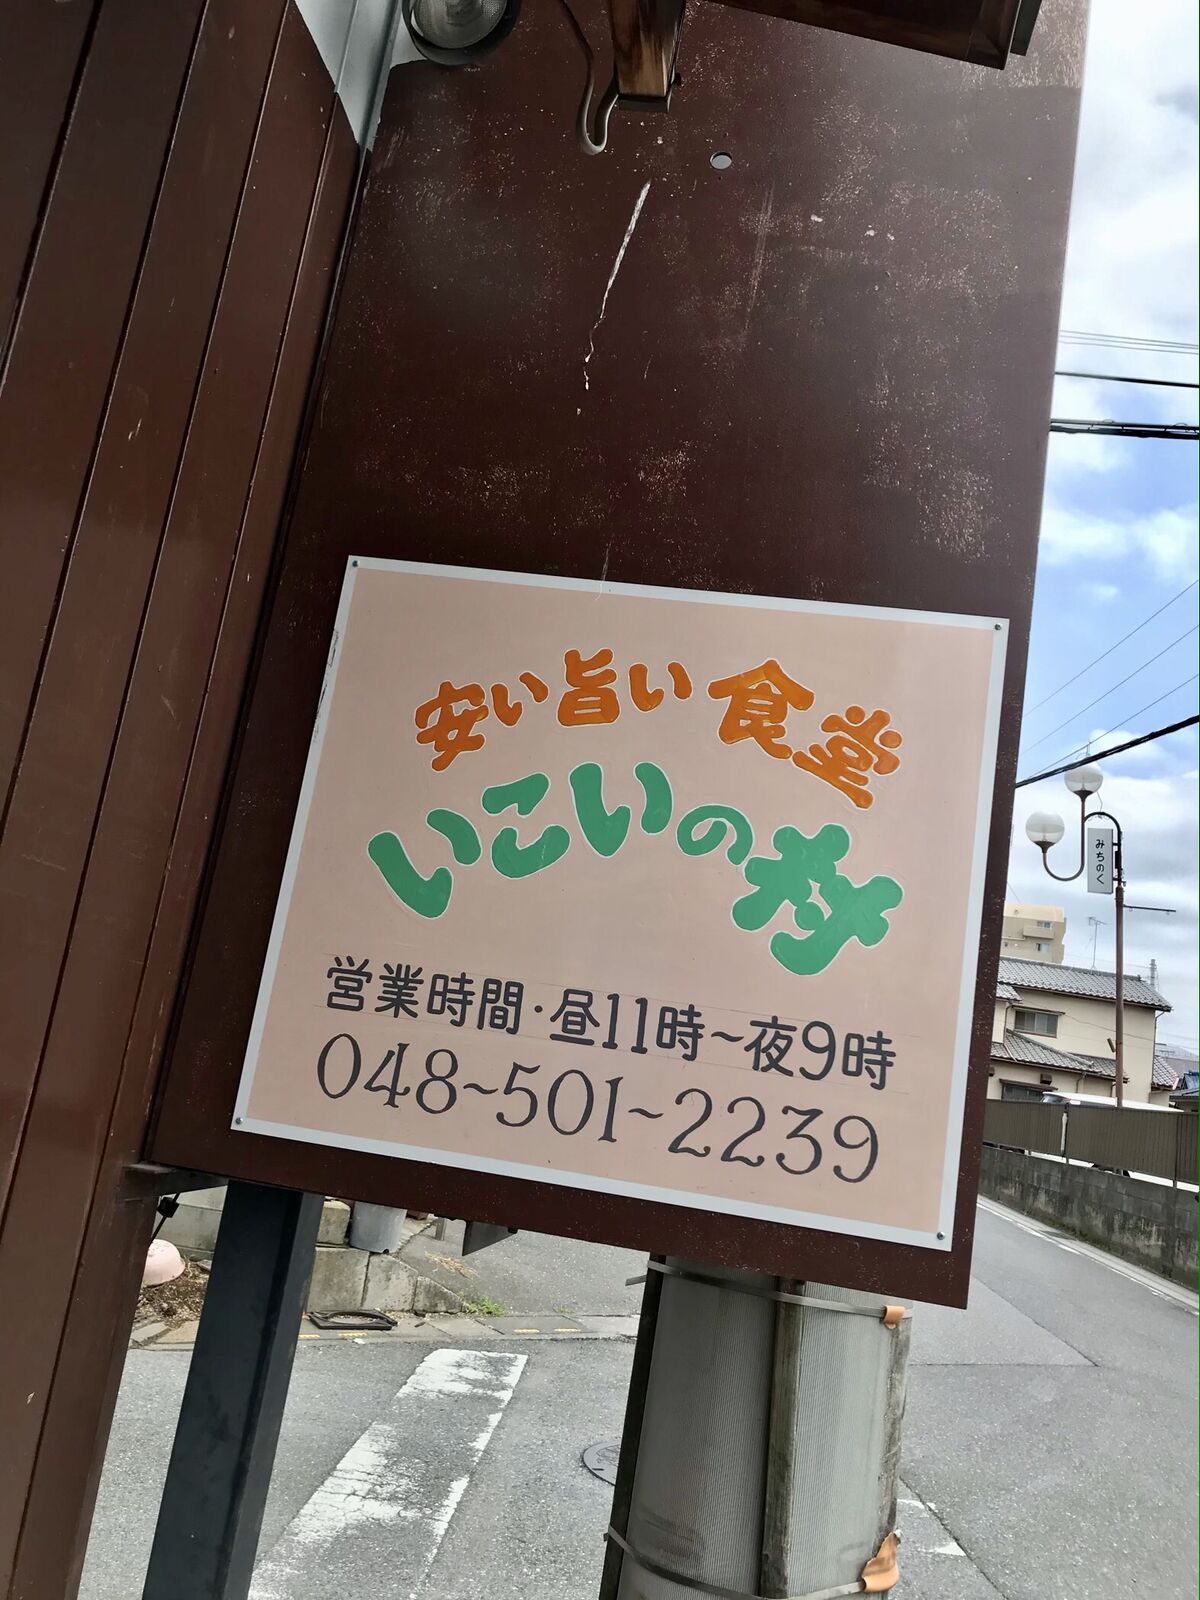 安い旨い食堂
いこいの村
営業時間・昼11時～夜9時
048~501~2239
みちのく